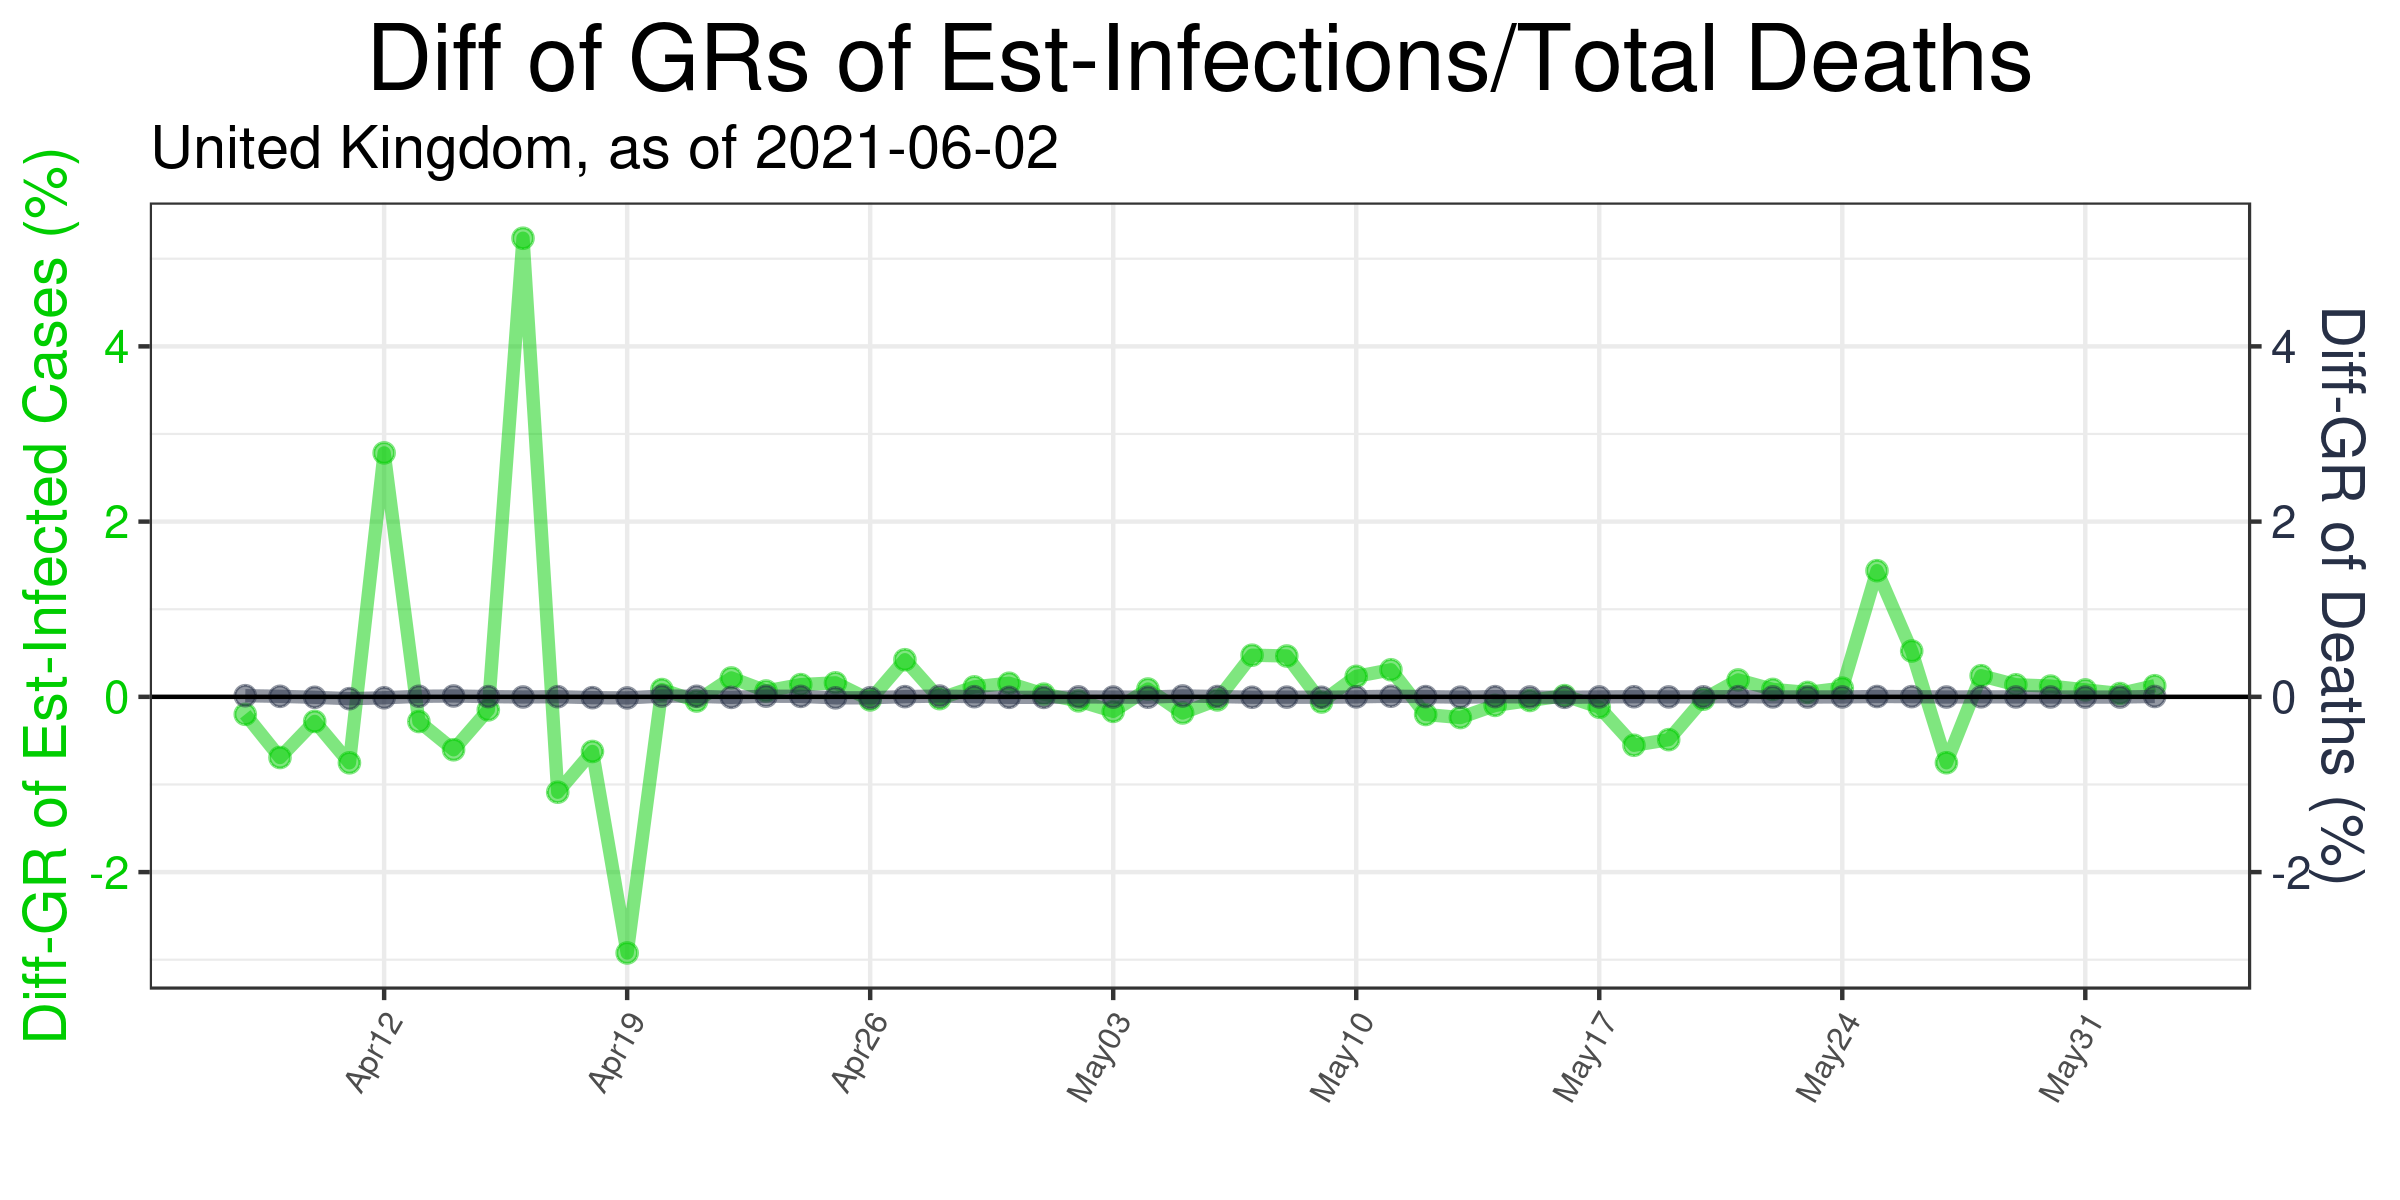 Diff of GRs of Est-Infections/Total Deaths
United Kingdom, as of 2021-06-02
Diff-GR of Est-Infected Cases (%)
4
2
0
-2
4
2
0
-2
Diff-GR of Deaths (%)
Apr12
Apr19
Apr26
May03
May10
May17
May24
May31